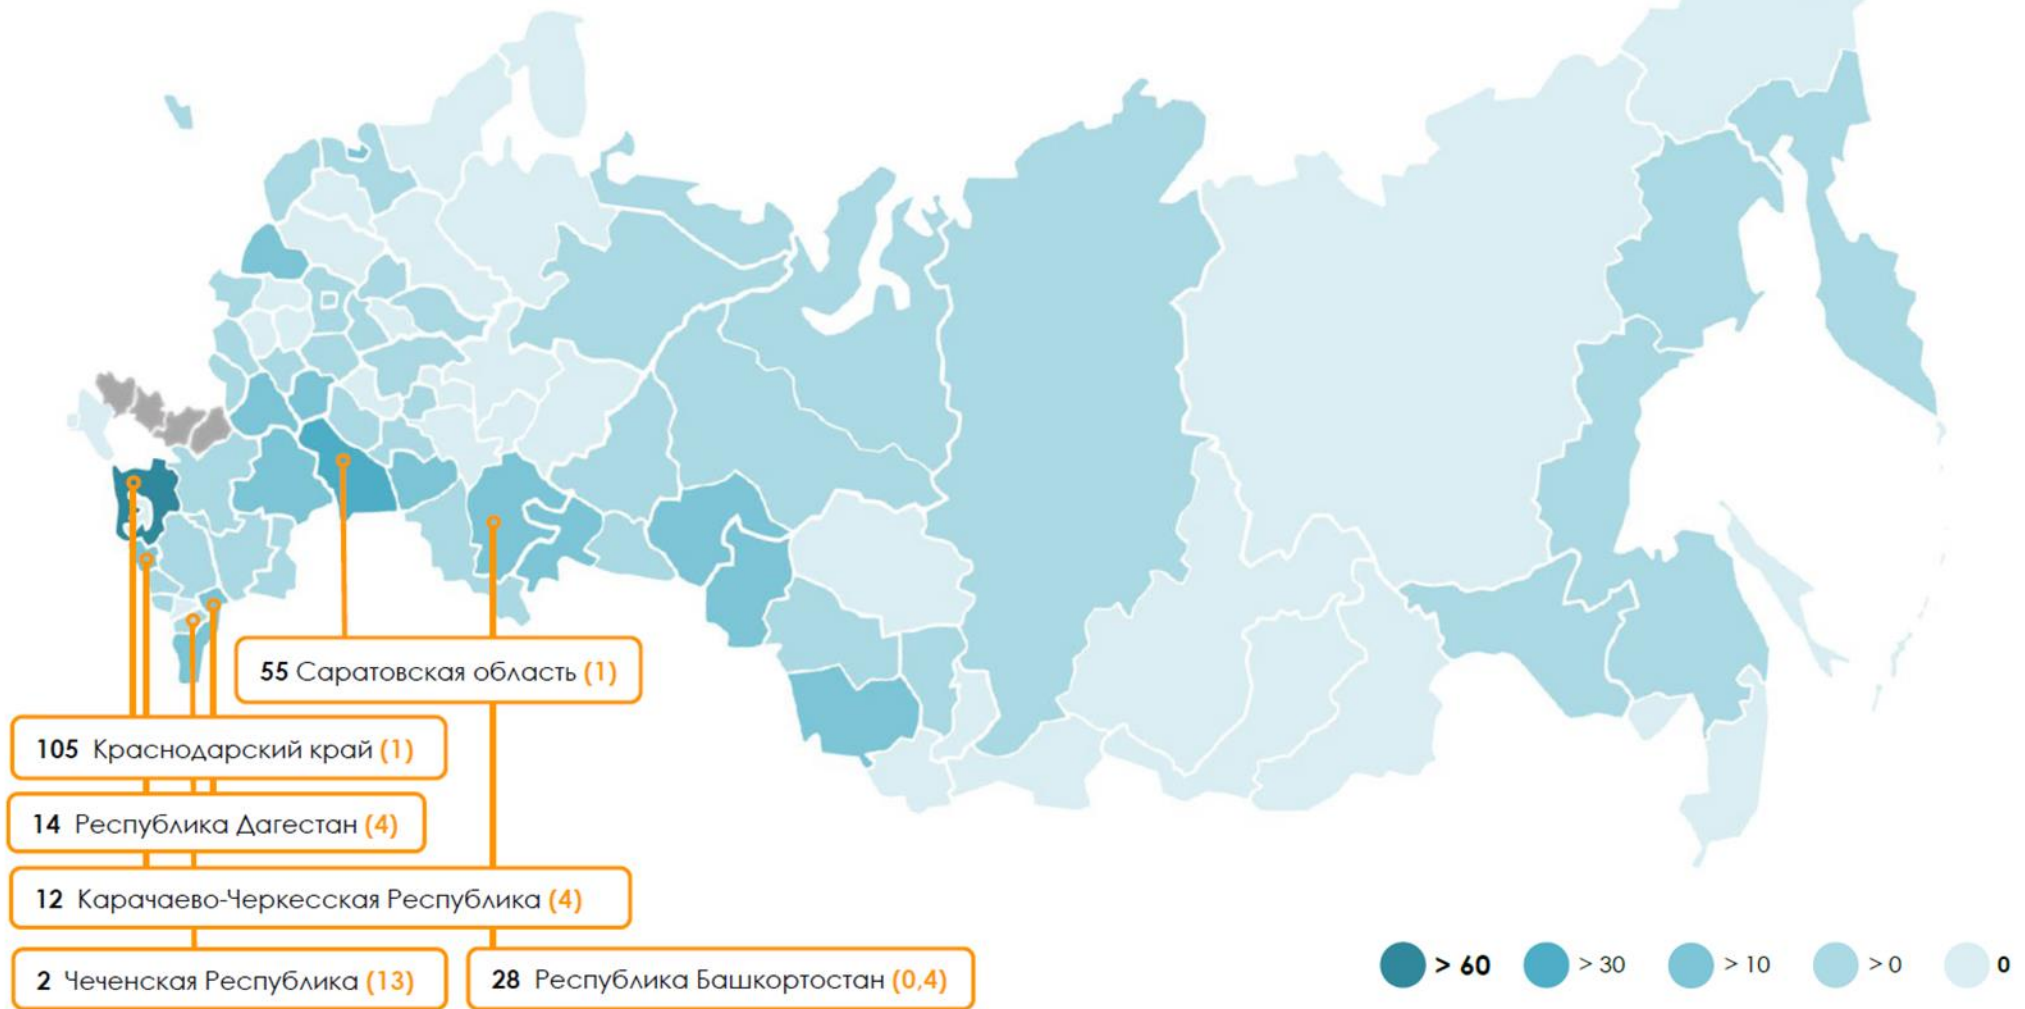 55 Саратовская область (1)
105 Краснодарский край (1)
14 Республика Дагестан (4)
12 Карачаево-Черкесская Республика (4)
2 Чеченская Республика (13)
28 Республика Башкортостан (0,4)
> 60
> 30
> 10
> 0
0